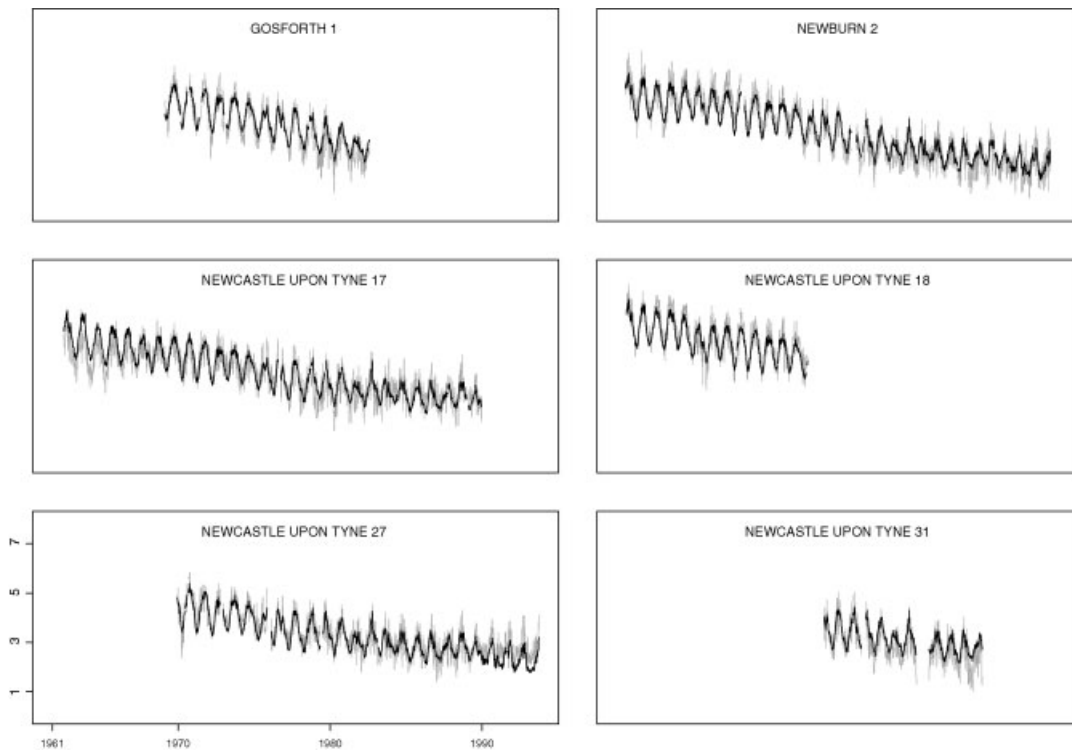 GOSFORTH 1
NEWBURN 2
NEWCASTLE UPON TYNE 17
NEWCASTLE UPON TYNE 18
NEWCASTLE UPON TYNE 27
NEWCASTLE UPON TYNE 31
7
5
3
1
1961 1970 1980 1990